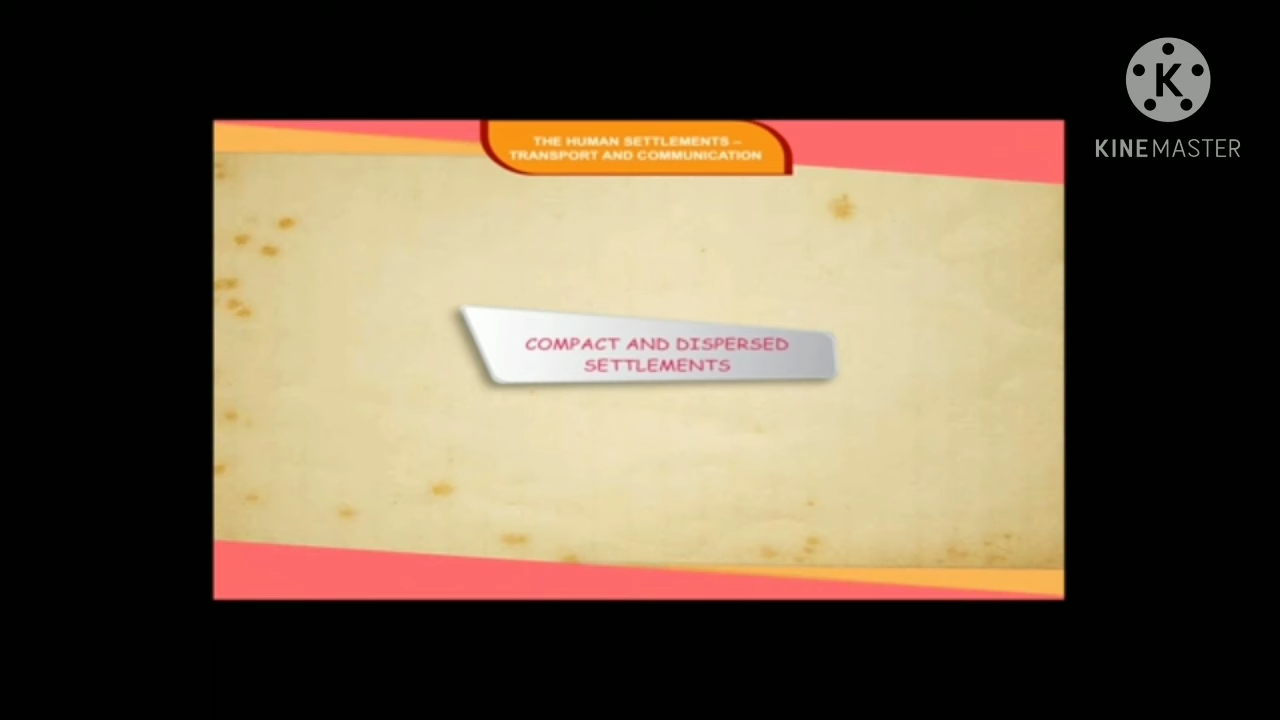 THE HUMAN SETTLEMENTS –
TRANSPORT AND COMMUNICATION
COMPACT AND DISPERSED
SETTLEMENTS
K
KINEMASTER